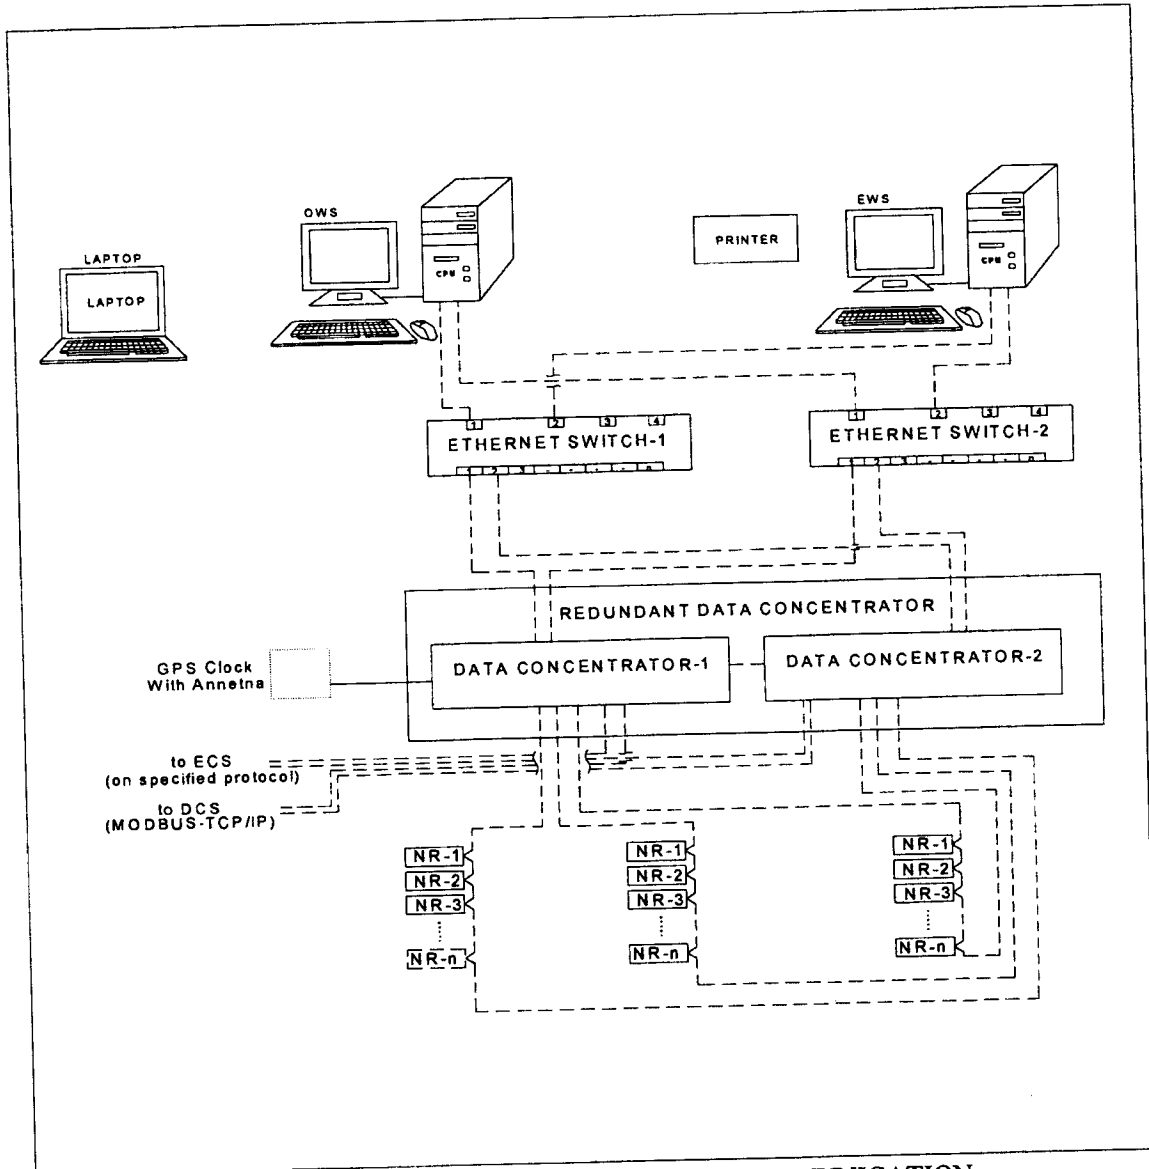 OWS
EWS
PRINTER
CPU
CPU
LAPTOP
LAPTOP
1 2 3 4
ETHERNET SWITCH-1
1 2 3 - - - - n
1 2 3 4
ETHERNET SWITCH-2
1 2 3 - - - - n
REDUNDANT DATA CONCENTRATOR
GPS Clock
With Annetna
DATA CONCENTRATOR-1
DATA CONCENTRATOR-2
to ECS
(on specified protocol)
to DCS
(MODBUS-TCP/IP)
NR-1
NR-2
NR-3
NR-n
NR-1
NR-2
NR-3
NR-n
NR-1
NR-2
NR-3
NR-n